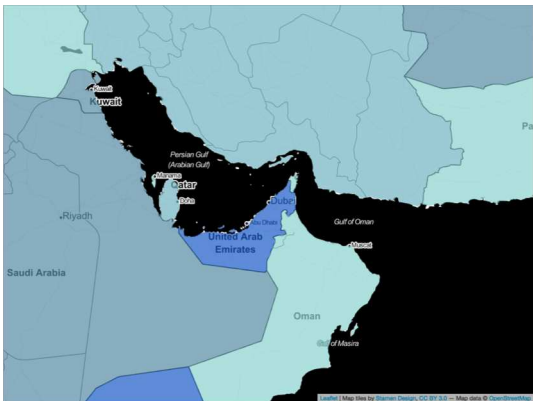 Kuwait
Kuwait
Persian Gulf
(Arabian Gulf)
Manama
Qatar
Doha
Dubai
Riyadh
Abu Dhabi
Gulf of Oman
United Arab
Emirates
Muscat
Saudi Arabia
Oman
Gulf of Masira
Pa
Leaflet | Map tiles by Stamen Design, CC BY 3.0 — Map data © OpenStreetMap